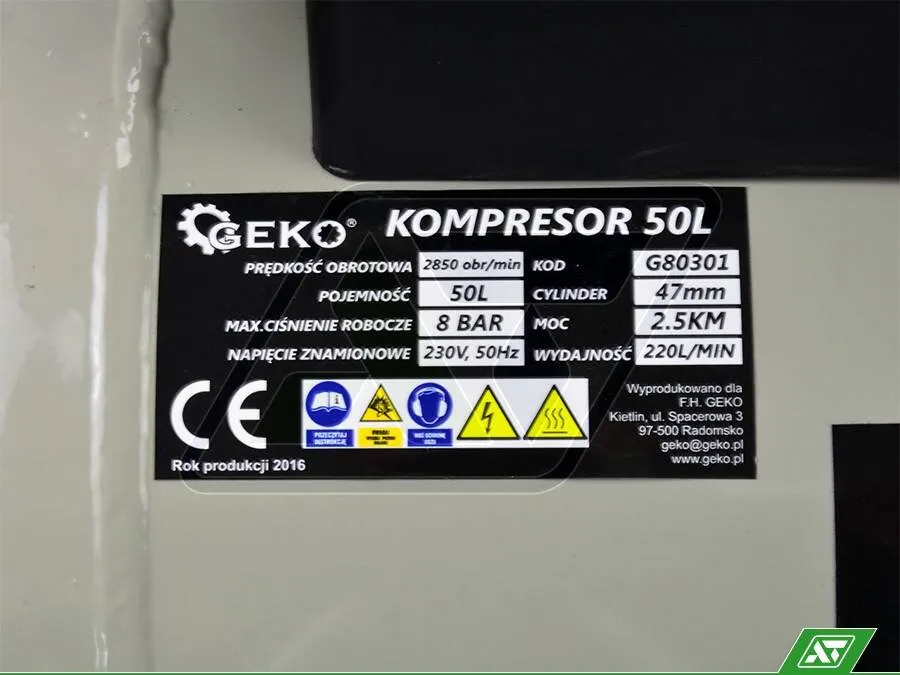 GEKO® KOMPRESOR 50L
PRĘDKOŚĆ OBROTOWA 2850 obr/min KOD G80301
POJEMNOŚĆ 50L CYLINDER 47mm
MAX.CIŚNIENIE ROBOCZE 8 BAR MOC 2.5KM
NAPIĘCIE ZNAMIONOWE 230V, 50Hz WYDAJNOŚĆ 220L/MIN
CE
PRZECZYTAJ
INSTRUKCJĘ
Rok produkcji 2016
Wyprodukowano dla
F.H. GEKO
Kietlin, ul. Spacerowa 3
97-500 Radomsko
geko@geko.pl
www.geko.pl